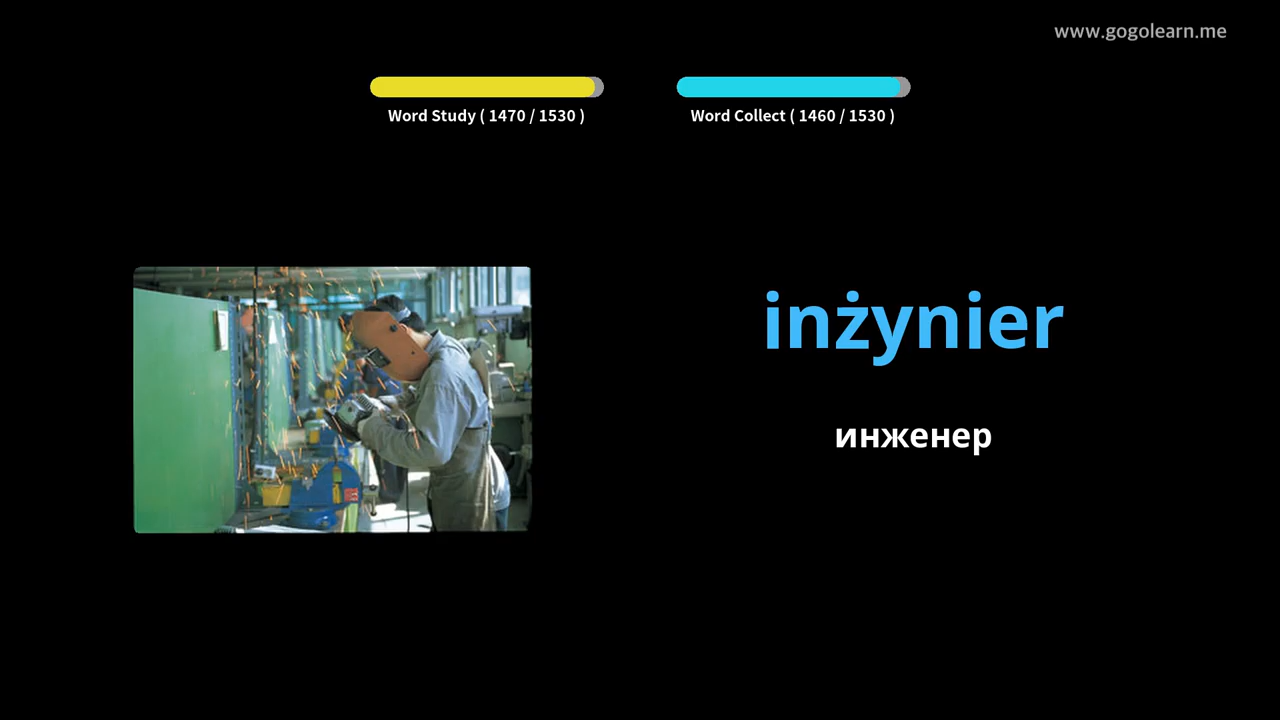 www.gogolearn.me
Word Study ( 1470 / 1530 )
Word Collect ( 1460 / 1530 )
inżynier
инженер